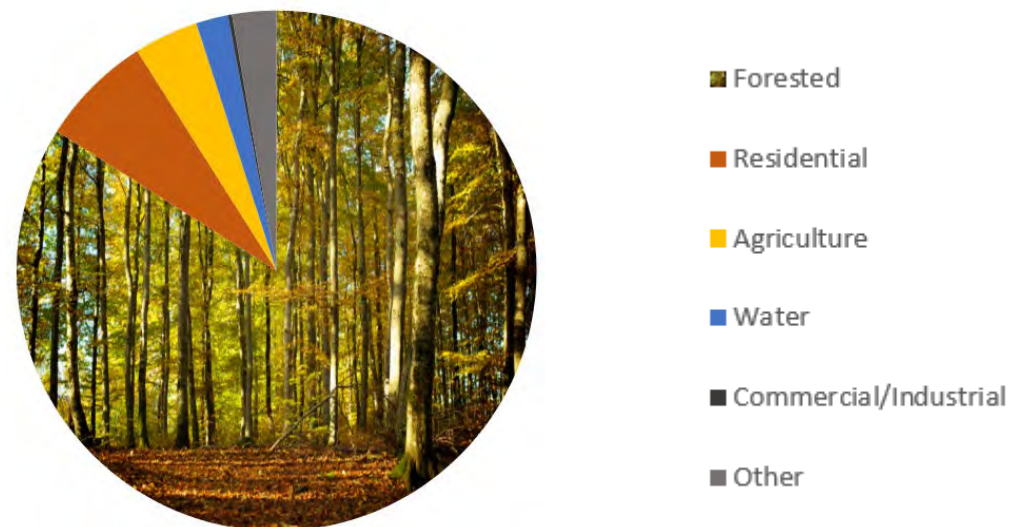 Forested
Residential
Agriculture
Water
Commercial/Industrial
Other